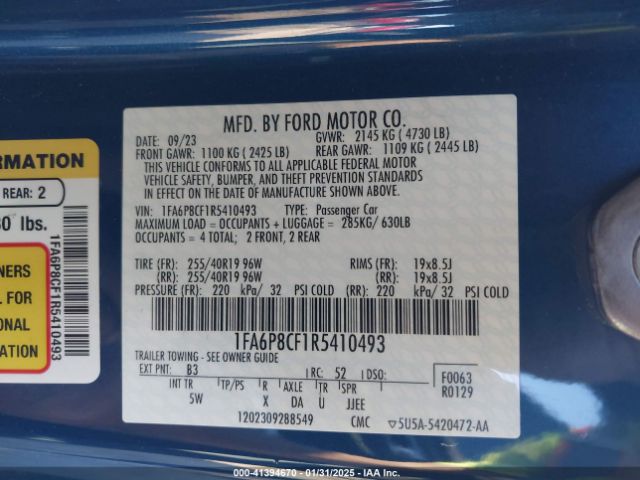 MFD. BY FORD MOTOR CO.
DATE: 09/23 GVWR: 2145 KG ( 4730 LB)
FRONT GAWR: 1100 KG ( 2425 LB) REAR GAWR: 1109 KG ( 2445 LB)
THIS VEHICLE CONFORMS TO ALL APPLICABLE FEDERAL MOTOR
VEHICLE SAFETY, BUMPER, AND THEFT PREVENTION STANDARDS
IN EFFECT ON THE DATE OF MANUFACTURE SHOWN ABOVE.
VIN: 1FA6P8CF1R5410493 TYPE: Passenger Car
MAXIMUM LOAD = OCCUPANTS + LUGGAGE = 285KG/ 630LB
OCCUPANTS = 4 TOTAL; 2 FRONT, 2 REAR
TIRE (FR): 255/40R19 96W RIMS (FR): 19x8.5J
(RR): 255/40R19 96W (RR): 19x8.5J
PRESSURE (FR): 220 kPa/ 32 PSI COLD (RR): 220 kPa/ 32 PSI COLD
1FA6P8CF1R5410493
TRAILER TOWING - SEE OWNER GUIDE
EXT PNT: B3 RC: 52 DSO:
INT TR TP/PS R AXLE TR SPR
5W X DA U JJEE
F0063
R0129
1202309288549 CMC 5U5A-5420472-AA
ORMATION
REAR: 2
lbs.
NERS
L FOR
ONAL
N
1FA6P8CF1R5410493
120 - 41394670 - 01/31/2025 - IAA Inc.